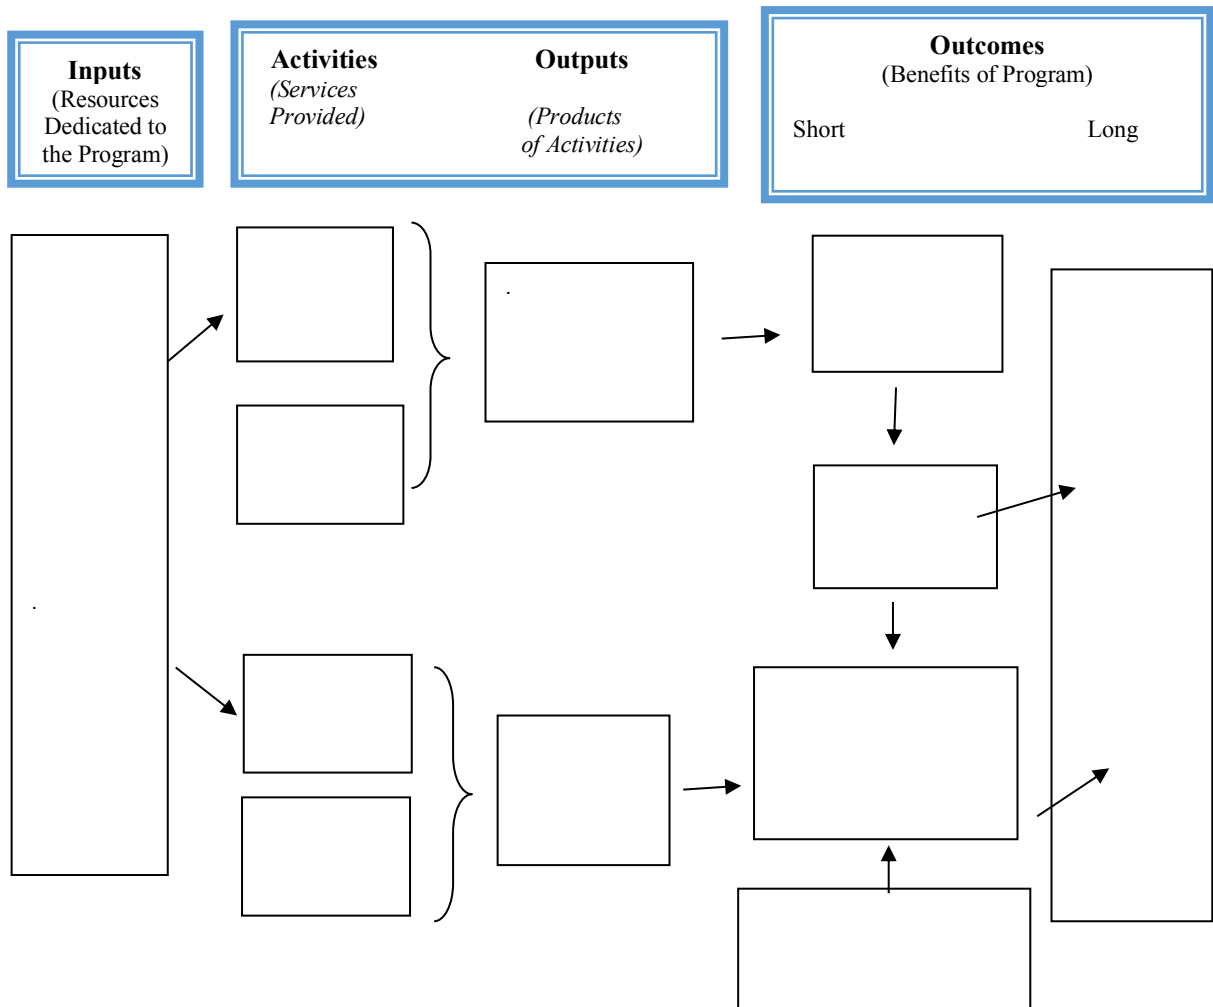 Inputs
(Resources
Dedicated to
the Program)
Activities
(Services
Provided)
Outputs
(Products
of Activities)
Outcomes
(Benefits of Program)
Short
Long
.
.